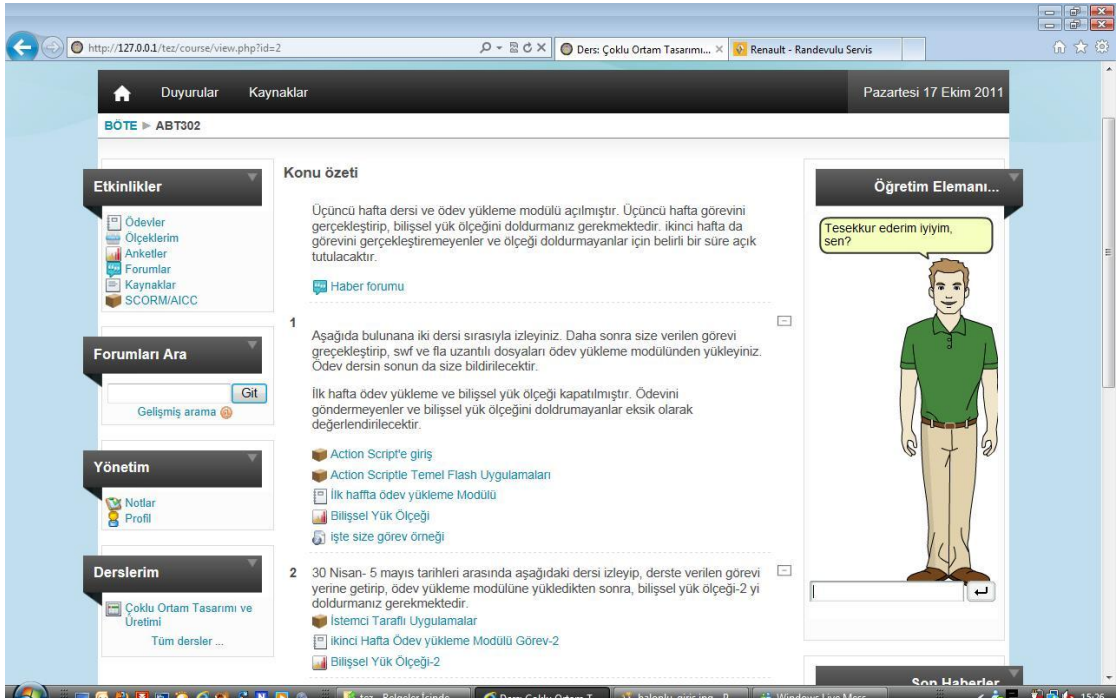 http://127.0.0.1/tez/course/view.php?id=2
Ders: Çoklu Ortam Tasarımı...
Renault - Randevulu Servis
Duyurular Kaynaklar
Pazartesi 17 Ekim 2011
BÖTE ► ABT302
Etkinlikler
Ödevler
Ölçeklerim
Anketler
Forumlar
Kaynaklar
SCORM/AICC
Forumları Ara
Git
Gelişmiş arama
Yönetim
Notlar
Profil
Derslerim
Çoklu Ortam Tasarımı ve
Üretimi
Tüm dersler ...
Konu özeti
Üçüncü hafta dersi ve ödev yükleme modülü açılmıştır. Üçüncü hafta görevini
gerçekleştirip, bilişsel yük ölçeğini doldurmanız gerekmektedir. ikinci hafta da
görevini gerçekleştiremeyenler ve ölçeği doldurmayanlar için belirli bir süre açık
tutulacaktır.
Haber forumu
1
Aşağıda bulunana iki dersi sırasıyla izleyiniz. Daha sonra size verilen görevi
greçekleştirip, swf ve fla uzantılı dosyaları ödev yükleme modülünden yükleyiniz.
Ödev dersin sonun da size bildirilecektir.
İlk hafta ödev yükleme ve bilişsel yük ölçeği kapatılmıştır. Ödevini
göndermeyenler ve bilişsel yük ölçeğini doldrumayanlar eksik olarak
değerlendirilecektir.
Action Script'e giriş
Action Scriptle Temel Flash Uygulamaları
İlk haffta ödev yükleme Modülü
Bilişsel Yük Ölçeği
işte size görev örneği
2 30 Nisan- 5 mayıs tarihleri arasında aşağıdaki dersi izleyip, derste verilen görevi
yerine getirip, ödev yükleme modülüne yükledikten sonra, bilişsel yük ölçeği-2 yi
doldurmanız gerekmektedir.
İstemci Taraflı Uygulamalar
ikinci Hafta Ödev yükleme Modülü Görev-2
Bilişsel Yük Ölçeği-2
Öğretim Elemanı...
Tesekkur ederim iyiyim,
sen?
Son Haberler
15:26